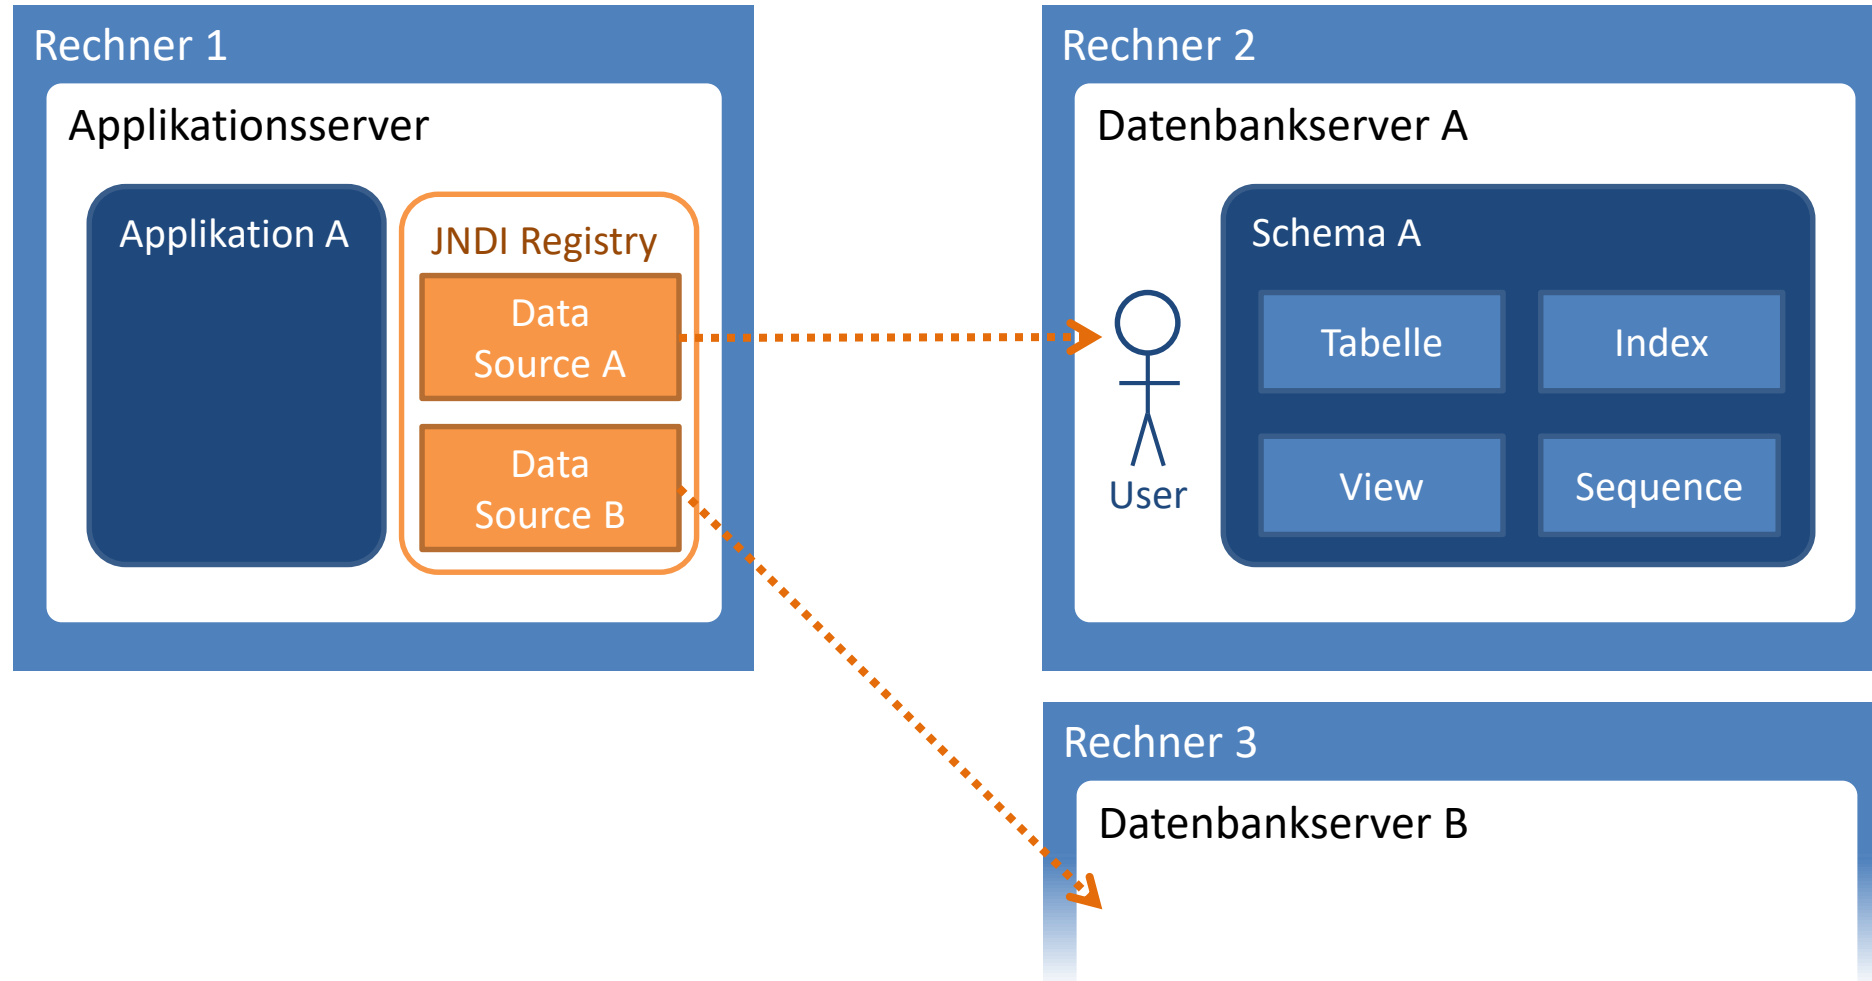 Rechner 1
Applikationsserver
Applikation A
JNDI Registry
Data
Source A
Data
Source B
Rechner 2
Datenbankserver A
User
Schema A
Tabelle
Index
View
Sequence
Rechner 3
Datenbankserver B